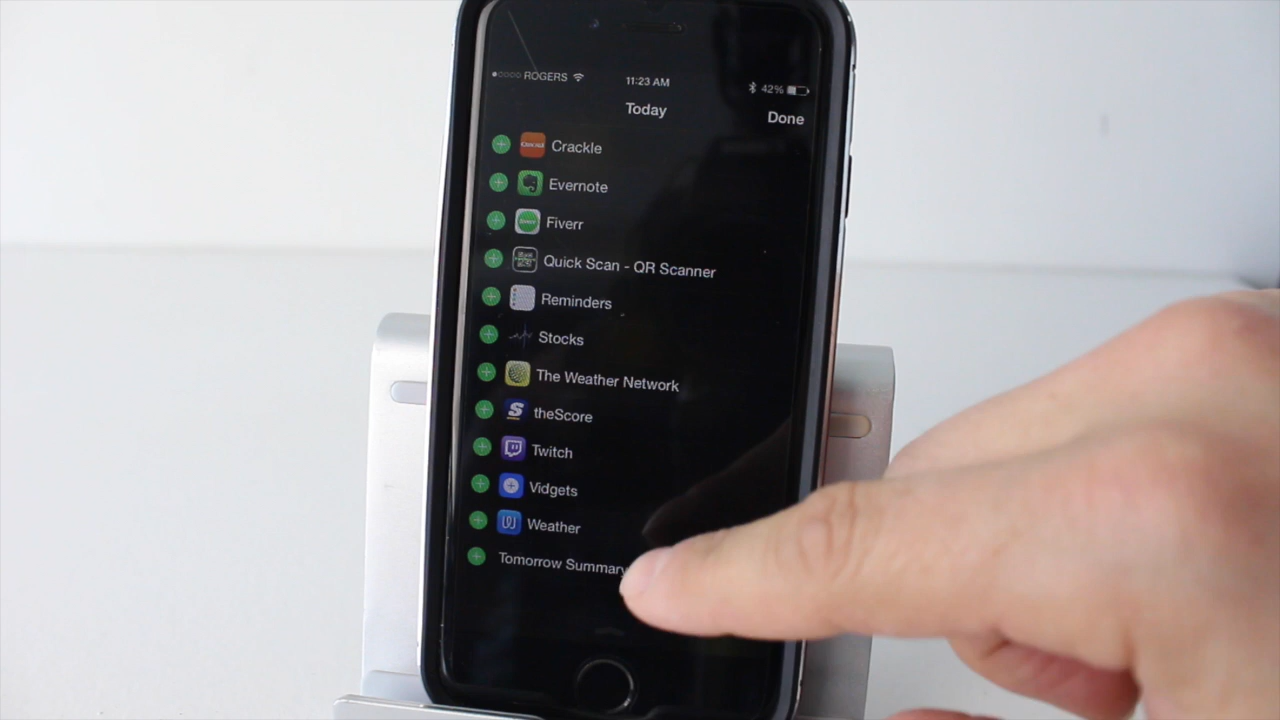 ROGERS 11:23 AM 42%
Today Done
Crackle
Evernote
Fiverr
Quick Scan - QR Scanner
Reminders
Stocks
The Weather Network
theScore
Twitch
Vidgets
Weather
Tomorrow Summary